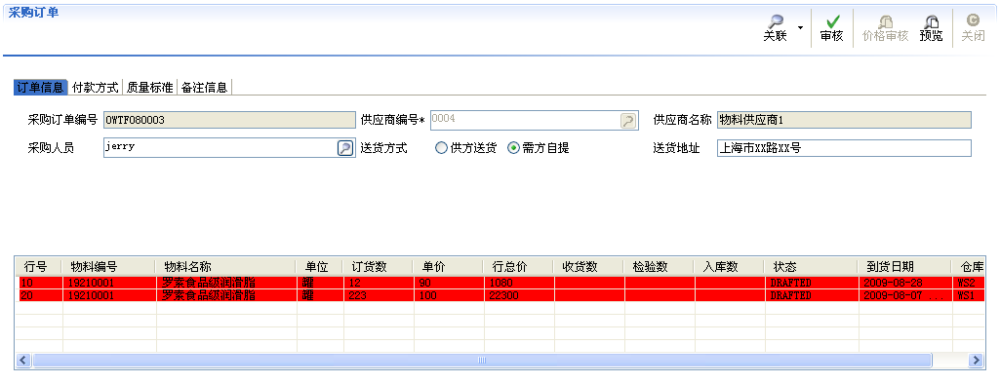 采购订单
关联 审核 价格审核 预览 关闭
订单信息 付款方式 质量标准 备注信息
采购订单编号 OWTF080003 供应商编号* 0004 供应商名称 物料供应商1
采购人员 jerry 送货方式 供方送货 需方自提 送货地址 上海市XX路XX号
行号 物料编号 物料名称 单位 订货数 单价 行总价 收货数 检验数 入库数 状态 到货日期 仓库
10 19210001 罗素食品级润骨脂 罐 12 90 1080 DRAFTED 2009-08-28 WS2
20 19210001 罗素食品级润骨脂 罐 223 100 22300 DRAFTED 2009-08-07 WS1